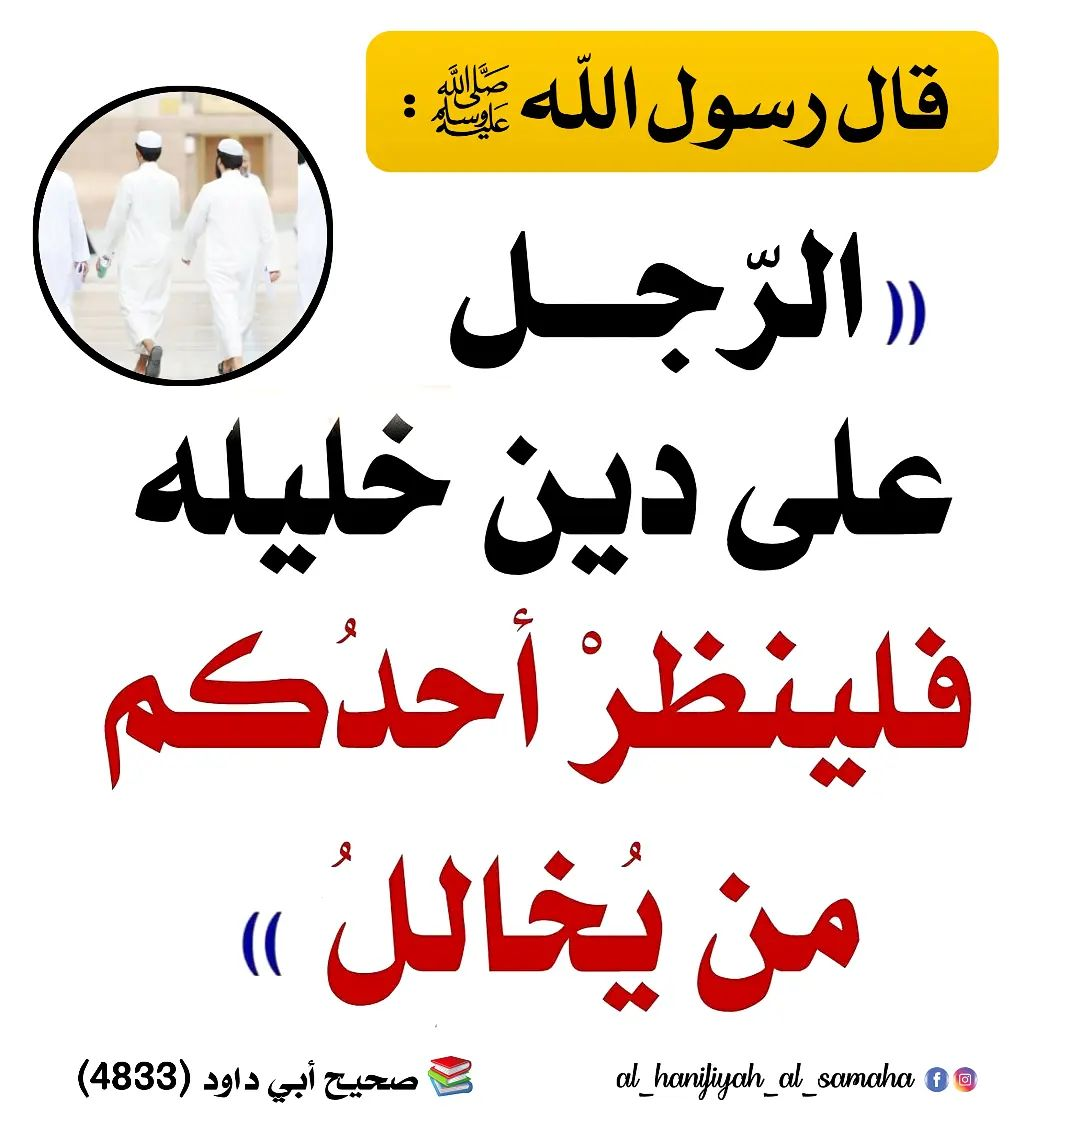 قال رسول الله ﷺ :
(( الرّجـــل
على دين خليله
فلينظرْ أحدُكم
من يُخاللُ ))
صحيح أبي داود (4833)
al_hanifiyah_al_samaha